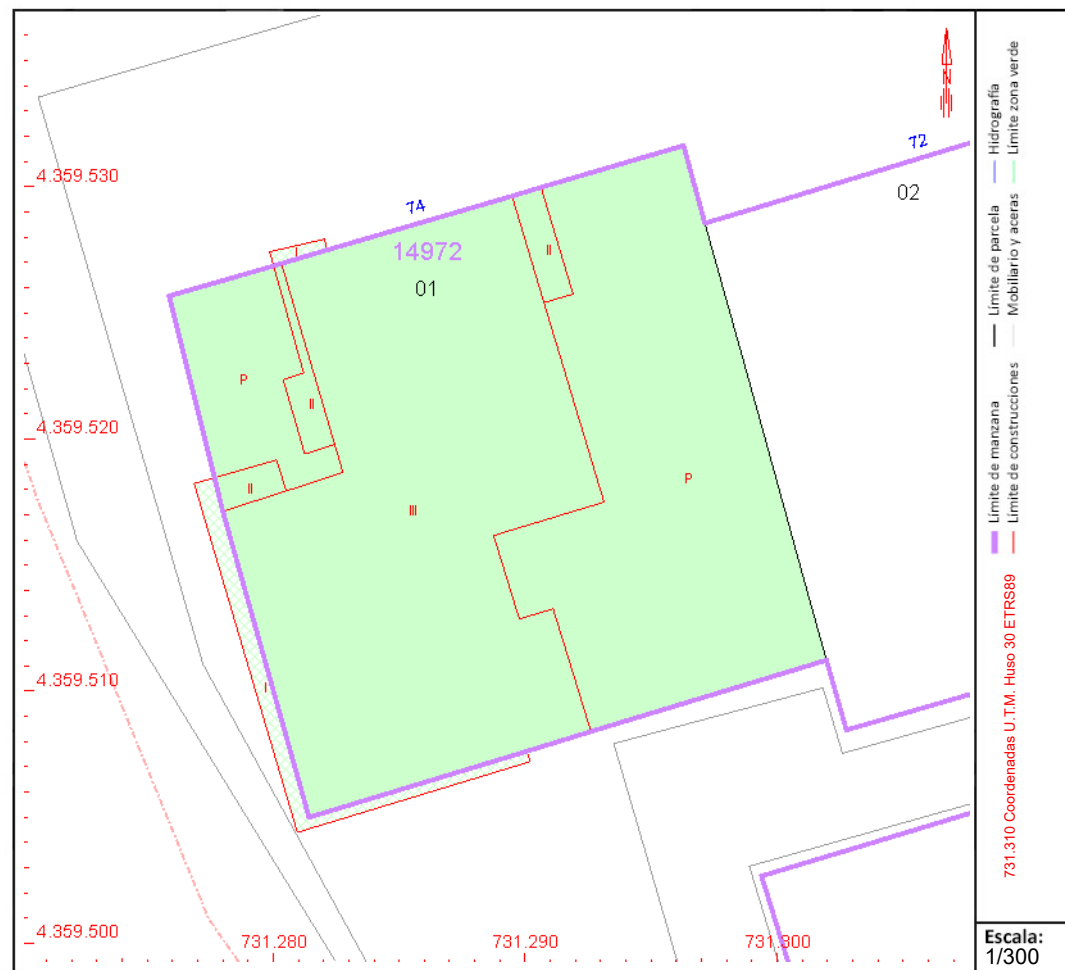 N
72
02
4.359.530
74
14972
I
II
01
P
II
4.359.520
II
P
III
4.359.510
I
4.359.500
731.280
731.290
731.300
Hidrografía
Límite zona verde
Límite de parcela
Mobiliario y aceras
Límite de manzana
Límite de construcciones
731.310 Coordenadas U.T.M. Huso 30 ETRS89
Escala:
1/300